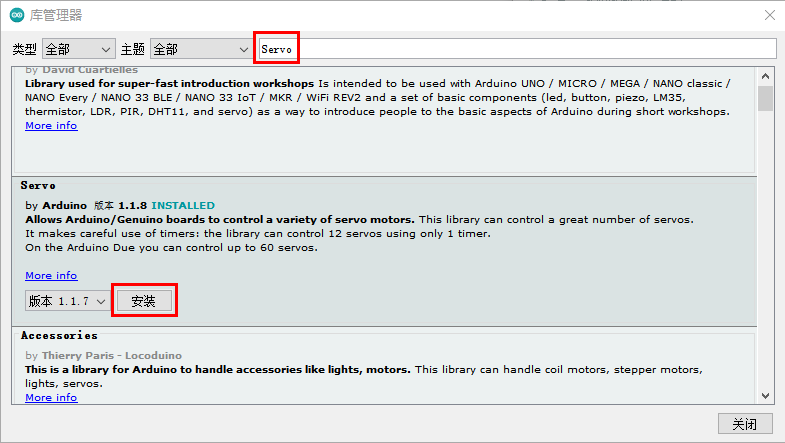 库管理器
类型 全部 主题 全部 Servo
by David Cuartielles
Library used for super-fast introduction workshops Is intended to be used with Arduino UNO / MICRO / MEGA / NANO classic /
NANO Every / NANO 33 BLE / NANO 33 IoT / MKR / WiFi REV2 and a set of basic components (led, button, piezo, LM35,
thermistor, LDR, PIR, DHT11, and servo) as a way to introduce people to the basic aspects of Arduino during short workshops.
More info
Servo
by Arduino 版本 1.1.8 INSTALLED
Allows Arduino/Genuino boards to control a variety of servo motors. This library can control a great number of servos.
It makes careful use of timers: the library can control 12 servos using only 1 timer.
On the Arduino Due you can control up to 60 servos.
More info
版本 1.1.7 安装
Accessories
by Thierry Paris - Locoduino
This is a library for Arduino to handle accessories like lights, motors. This library can handle coil motors, stepper motors,
lights, servos.
More info
关闭